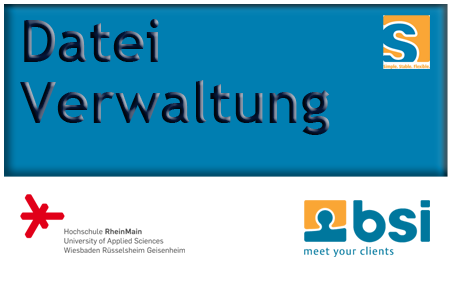 Datei
Verwaltung
S
Simple. Stable. Flexible.
Hochschule RheinMain
University of Applied Sciences
Wiesbaden Rüsselsheim Geisenheim
bsi
meet your clients